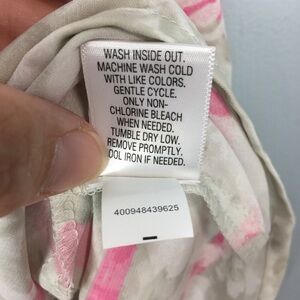 WASH INSIDE OUT.
MACHINE WASH COLD
WITH LIKE COLORS.
GENTLE CYCLE.
ONLY NON-
CHLORINE BLEACH
WHEN NEEDED.
TUMBLE DRY LOW.
REMOVE PROMPTLY.
OOL IRON IF NEEDED.
400948439625